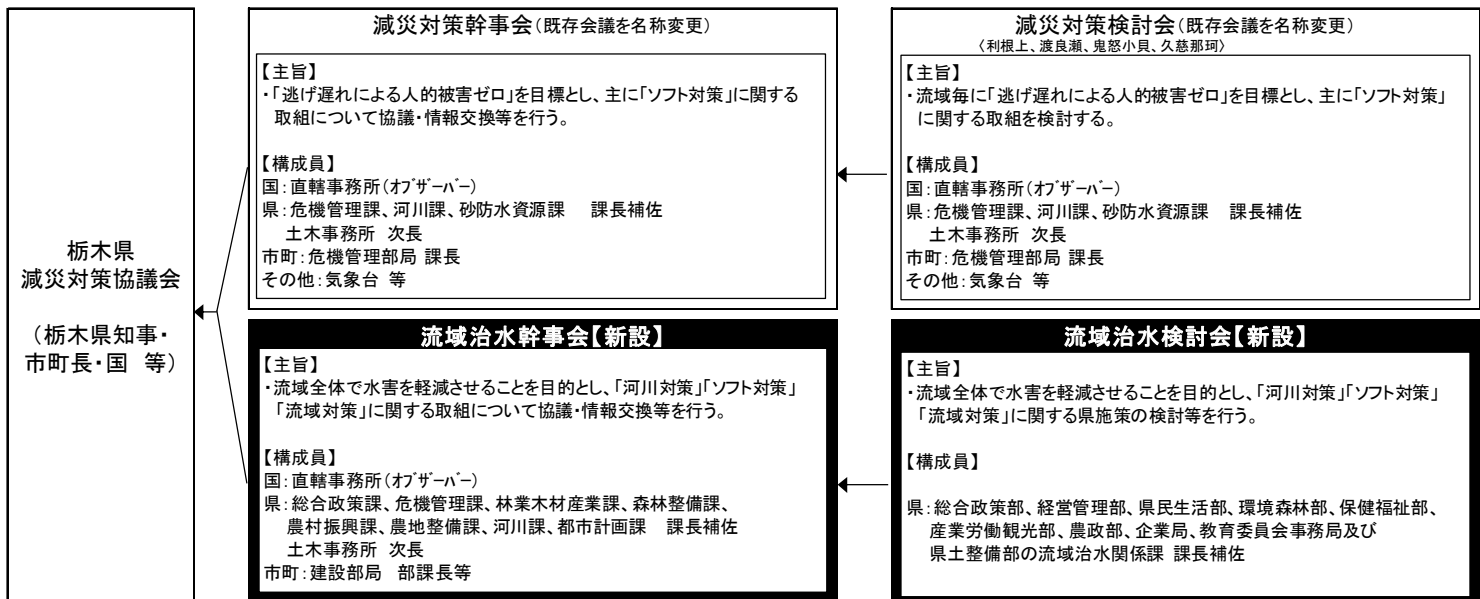 栃木県
減災対策協議会
（栃木県知事・
市町長・国　等）
減災対策幹事会（既存会議を名称変更）
【主旨】
・「逃げ遅れによる人的被害ゼロ」を目標とし、主に「ソフト対策」に関する
取組について協議・情報交換等を行う。
【構成員】
国：直轄事務所（ｵﾌﾞｻﾞｰﾊﾞｰ）
県：危機管理課、河川課、砂防水資源課　課長補佐
土木事務所　次長
市町：危機管理部局 課長
その他：気象台 等
減災対策検討会（既存会議を名称変更）
〈利根上、渡良瀬、鬼怒小貝、久慈那珂〉
【主旨】
・流域毎に「逃げ遅れによる人的被害ゼロ」を目標とし、主に「ソフト対策」
に関する取組を検討する。
【構成員】
国：直轄事務所（ｵﾌﾞｻﾞｰﾊﾞｰ）
県：危機管理課、河川課、砂防水資源課　課長補佐
土木事務所　次長
市町：危機管理部局 課長
その他：気象台 等
流域治水幹事会【新設】
【主旨】
・流域全体で水害を軽減させることを目的とし、「河川対策」「ソフト対策」
「流域対策」に関する取組について協議・情報交換等を行う。
【構成員】
国：直轄事務所（ｵﾌﾞｻﾞｰﾊﾞｰ）
県：総合政策課、危機管理課、林業木材産業課、森林整備課、
農村振興課、農地整備課、河川課、都市計画課　課長補佐
土木事務所　次長
市町：建設部局　部課長等
流域治水検討会【新設】
【主旨】
・流域全体で水害を軽減させることを目的とし、「河川対策」「ソフト対策」
「流域対策」に関する県施策の検討等を行う。
【構成員】
県：総合政策部、経営管理部、県民生活部、環境森林部、保健福祉部、
産業労働観光部、農政部、企業局、教育委員会事務局及び
県土整備部の流域治水関係課 課長補佐